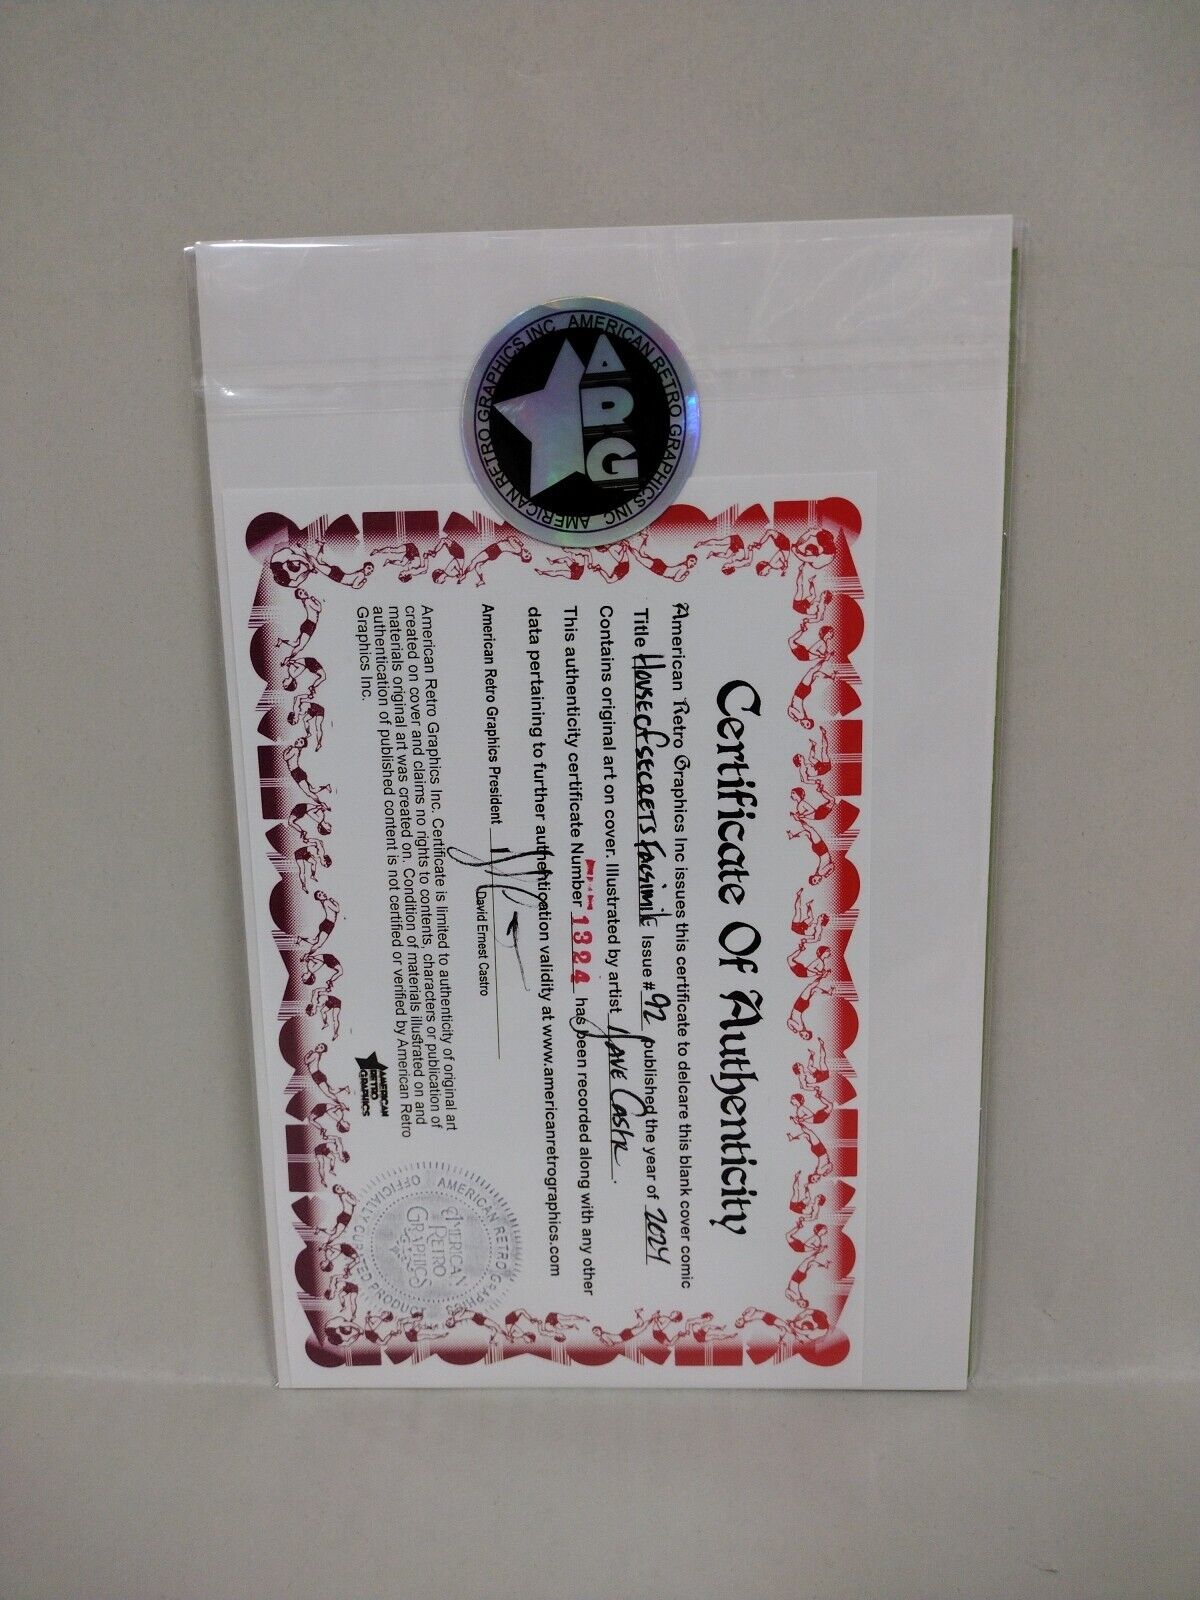 AMERICAN RETRO GRAPHICS INC. AMERICAN RETRO GRAPHICS INC.
ARG
Certificate Of Authenticity
American Retro Graphics Inc issues this certificate to delcare this blank cover comic
Title House of Secrets Facsimile Issue # 92 published the year of 2024
Contains original art on cover. Illustrated by artist Dave Castr.
This authenticity certificate Number 1324 has been recorded along with any other
data pertaining to further authentication validity at www.americanretrographics.com
American Retro Graphics President
David Ernest Castro
American Retro Graphics Inc. Certificate is limited to authenticity of original art
created on cover and claims no rights to contents, characters or publication of
materials original art was created on. Condition of materials illustrated on and
authentication of published content is not certified or verified by American Retro
Graphics Inc.
AMERICAN
RETRO
GRAPHICS
AMERICAN RETRO GRAPHICS
AMERICAN
RETRO
GRAPHICS